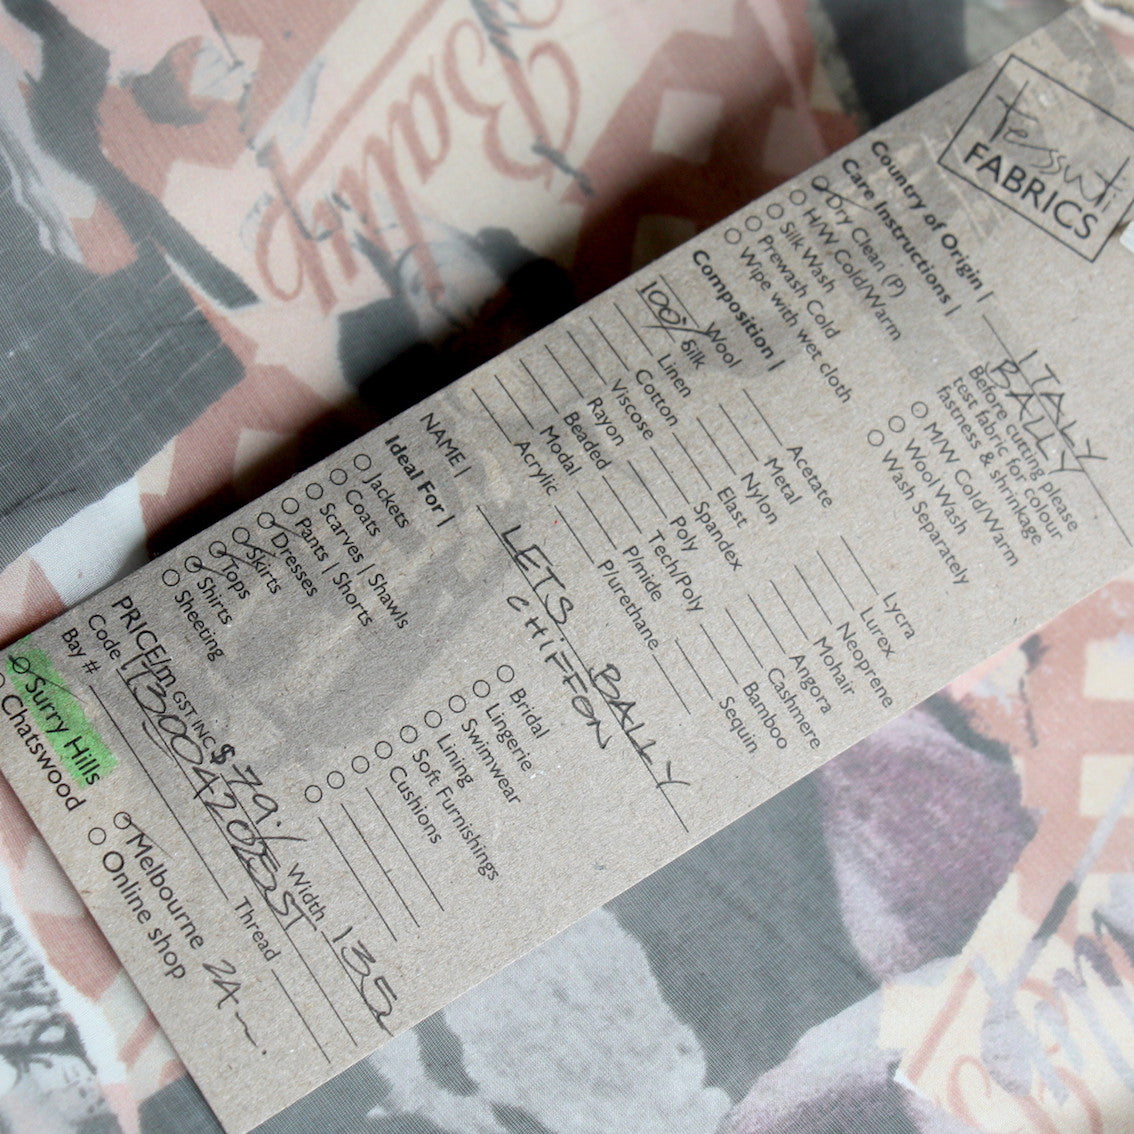 Bally
Tessuti
FABRICS
Country of Origin | ITALY
BALLY
Care Instructions |
Dry Clean (P)
H/W Cold/Warm
Silk Wash
Prewash Cold
Wipe with wet cloth
Before cutting please
test fabric for colour
fastness & shrinkage
M/W Cold/Warm
Wool Wash
Wash Separately
Composition |
Wool
100% Silk
Linen
Cotton
Viscose
Rayon
Beaded
Modal
Acrylic
Acetate
Metal
Nylon
Elast
Spandex
Poly
Tech/Poly
P/mide
P/urethane
Lycra
Lurex
Neoprene
Mohair
Angora
Cashmere
Bamboo
Sequin
NAME | LETS BALLY
CHIFFON
Ideal For |
Jackets
Coats
Scarves | Shawls
Pants | Shorts
Dresses
Skirts
Tops
Shirts
Sheeting
Bridal
Lingerie
Swimwear
Lining
Soft Furnishings
Cushions
PRICE/m GST INC $ 79 Width 135
Code
Thread
Bay #
Surry Hills
Chatswood
Melbourne 24
Online shop